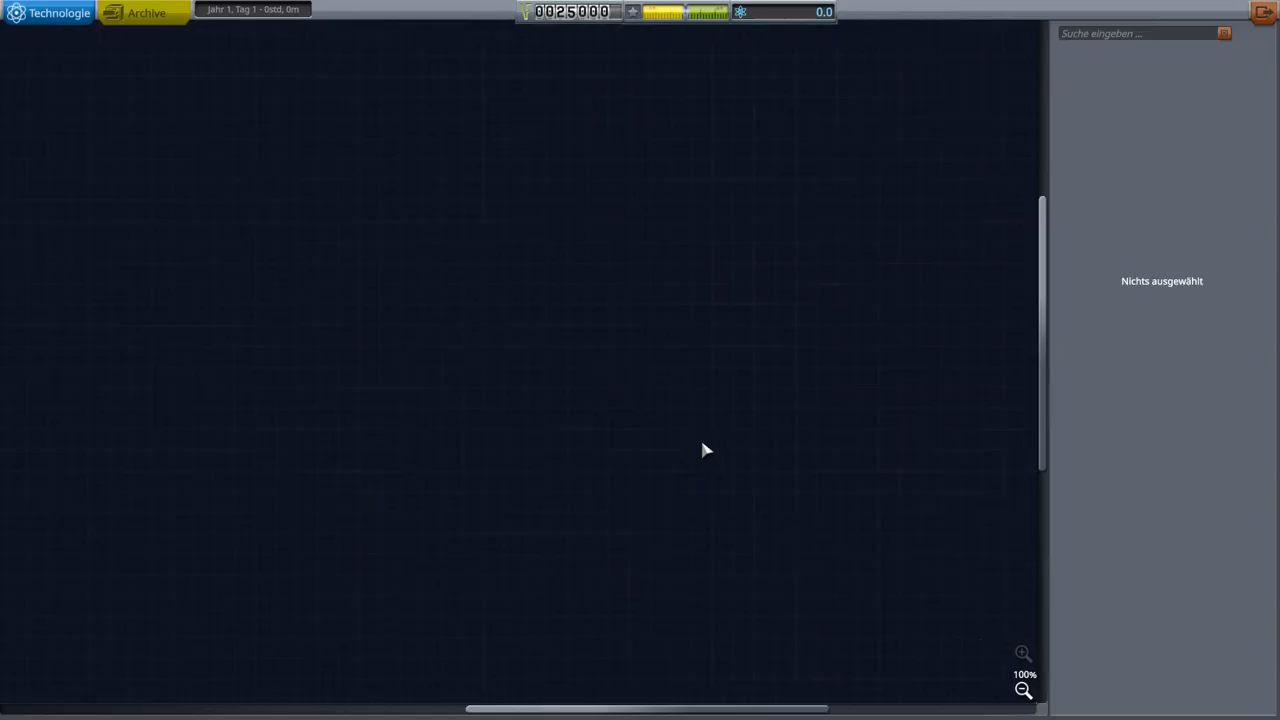 Technologie
Archive
Jahr 1, Tag 1 - 0std, 0m
0025000
0.0
Suche eingeben ...
Nichts ausgewählt
100%